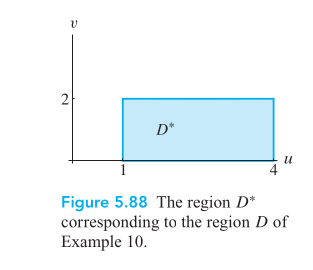 v
2
D*
u
1
4
Figure 5.88 The region D*
corresponding to the region D of
Example 10.